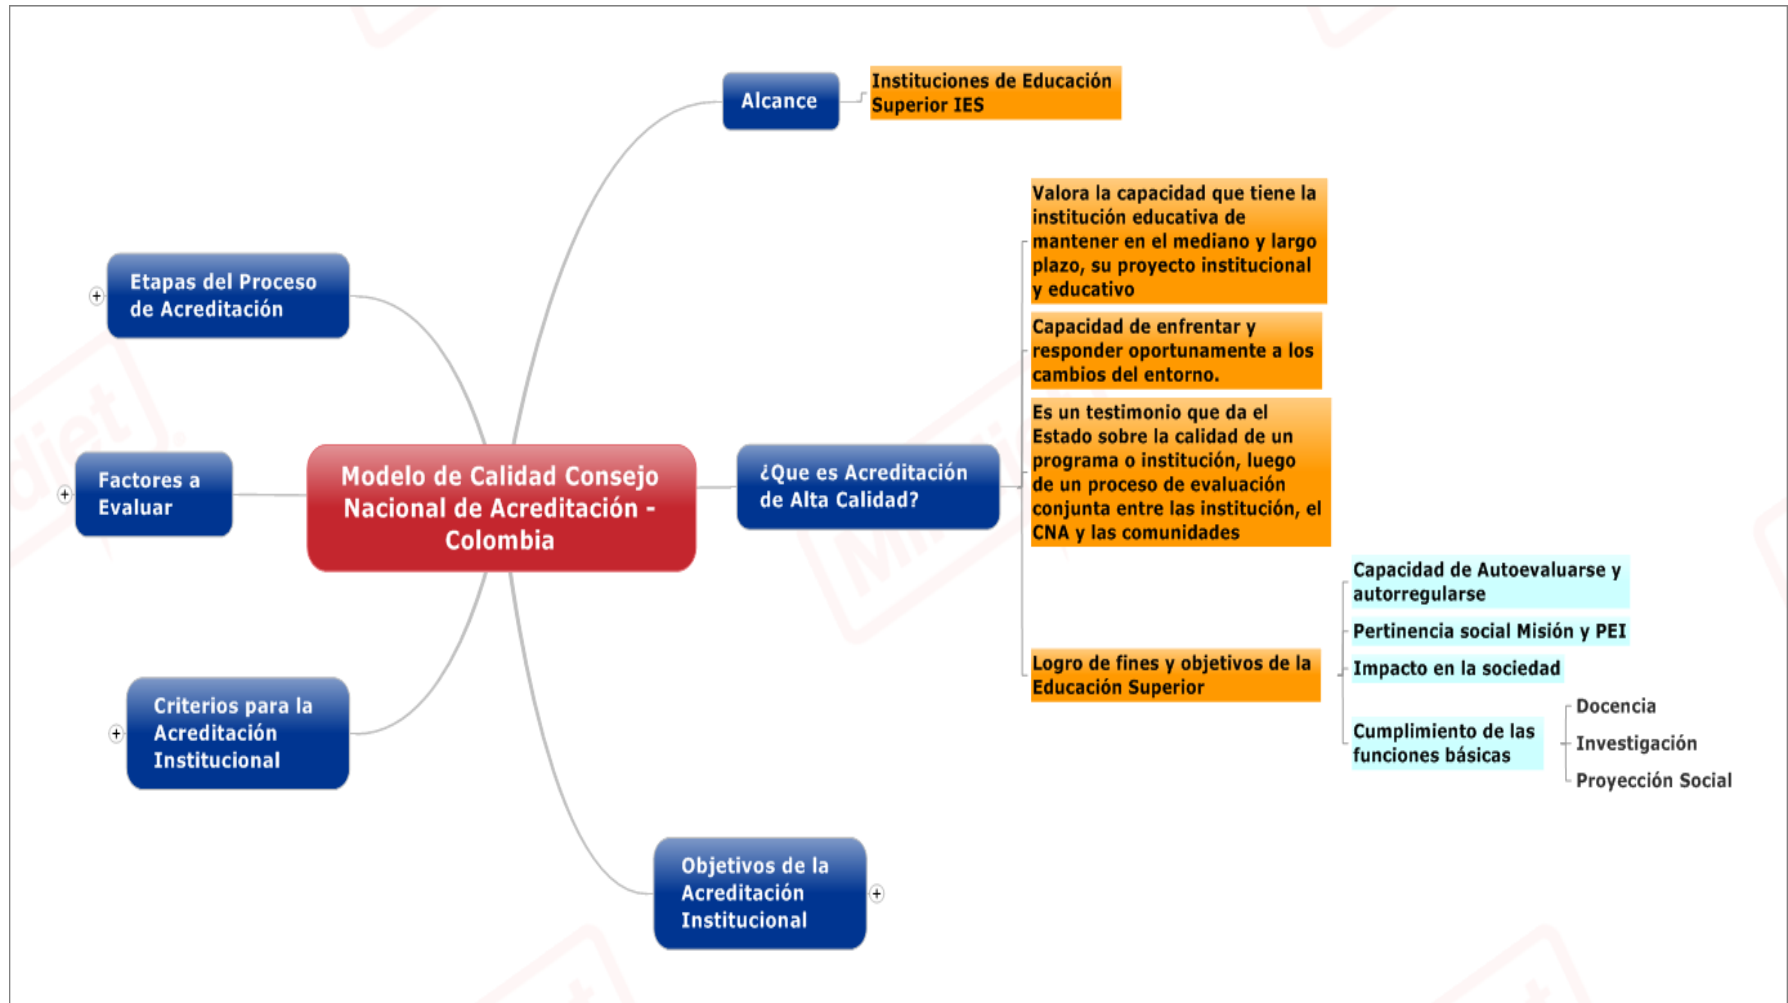 Alcance
Instituciones de Educación
Superior IES
Valora la capacidad que tiene la
institución educativa de
mantener en el mediano y largo
plazo, su proyecto institucional
y educativo
Capacidad de enfrentar y
responder oportunamente a los
cambios del entorno.
Es un testimonio que da el
Estado sobre la calidad de un
programa o institución, luego
de un proceso de evaluación
conjunta entre las institución, el
CNA y las comunidades
¿Que es Acreditación
de Alta Calidad?
Logro de fines y objetivos de la
Educación Superior
Capacidad de Autoevaluarse y
autorregularse
Pertinencia social Misión y PEI
Impacto en la sociedad
Cumplimiento de las
funciones básicas
Docencia
Investigación
Proyección Social
Modelo de Calidad Consejo
Nacional de Acreditación -
Colombia
Etapas del Proceso
de Acreditación
Factores a
Evaluar
Criterios para la
Acreditación
Institucional
Objetivos de la
Acreditación
Institucional